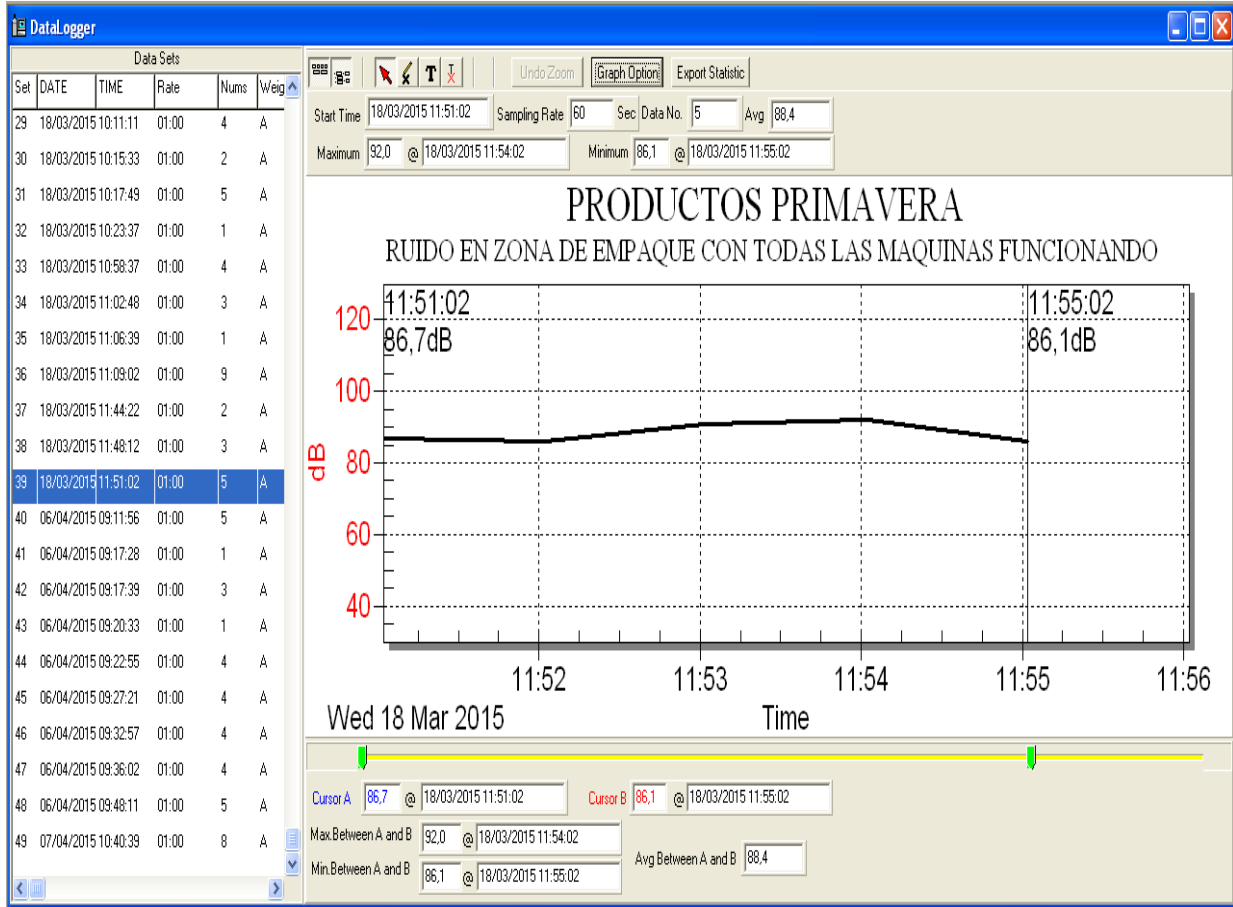 DataLogger
Data Sets
Set DATE TIME Rate Nums Weig
29 18/03/2015 10:11:11 01:00 4 A
30 18/03/2015 10:15:33 01:00 2 A
31 18/03/2015 10:17:49 01:00 5 A
32 18/03/2015 10:23:37 01:00 1 A
33 18/03/2015 10:58:37 01:00 4 A
34 18/03/2015 11:02:48 01:00 3 A
35 18/03/2015 11:06:39 01:00 1 A
36 18/03/2015 11:09:02 01:00 9 A
37 18/03/2015 11:44:22 01:00 2 A
38 18/03/2015 11:48:12 01:00 3 A
39 18/03/2015 11:51:02 01:00 5 A
40 06/04/2015 09:11:56 01:00 5 A
41 06/04/2015 09:17:28 01:00 1 A
42 06/04/2015 09:17:39 01:00 3 A
43 06/04/2015 09:20:33 01:00 1 A
44 06/04/2015 09:22:55 01:00 4 A
45 06/04/2015 09:27:21 01:00 4 A
46 06/04/2015 09:32:57 01:00 4 A
47 06/04/2015 09:36:02 01:00 4 A
48 06/04/2015 09:48:11 01:00 5 A
49 07/04/2015 10:40:39 01:00 8 A
T T Undo Zoom Graph Option Export Statistic
Start Time 18/03/2015 11:51:02 Sampling Rate 60 Sec Data No. 5 Avg 88,4
Maximum 92,0 @ 18/03/2015 11:54:02 Minimum 86,1 @ 18/03/2015 11:55:02
PRODUCTOS PRIMAVERA
RUIDO EN ZONA DE EMPAQUE CON TODAS LAS MAQUINAS FUNCIONANDO
11:51:02 11:55:02
86,7dB 86,1dB
120
100
80
60
40
dB
11:52 11:53 11:54 11:55 11:56
Wed 18 Mar 2015 Time
Cursor A 86,7 @ 18/03/2015 11:51:02 Cursor B 86,1 @ 18/03/2015 11:55:02
Max.Between A and B 92,0 @ 18/03/2015 11:54:02
Min.Between A and B 86,1 @ 18/03/2015 11:55:02
Avg Between A and B 88,4